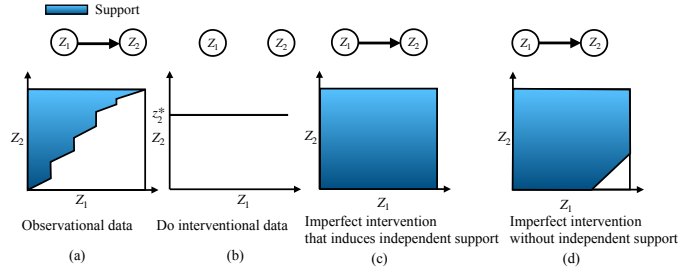 Support
Z1 Z2 Z1 Z2 Z1 Z2 Z1 Z2
Z2 z2* Z2 Z2 Z2
Z1 Z1 Z1 Z1
Observational data Do interventional data Imperfect intervention that induces independent support Imperfect intervention without independent support
(a) (b) (c) (d)